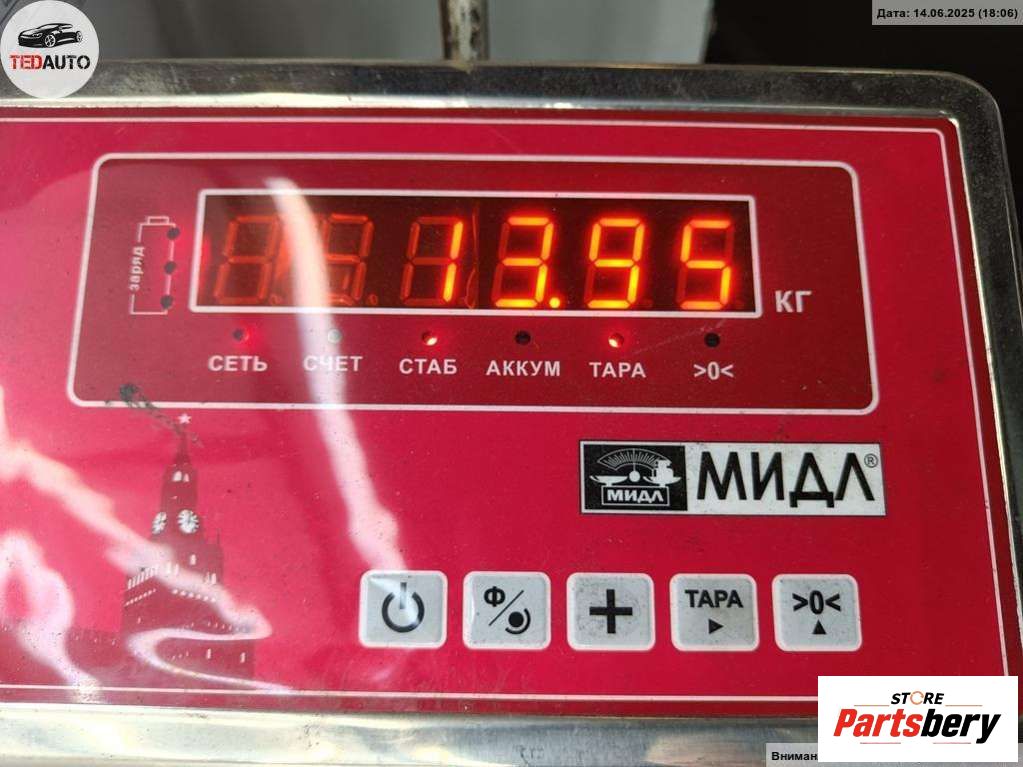 Дата: 14.06.2025 (18:06)
TEDAUTO
заряд
13.95
КГ
СЕТЬ СЧЕТ СТАБ АККУМ ТАРА >0<
МИДЛ МИДЛ®
Ф ТАРА >0<
STORE
Partsbery